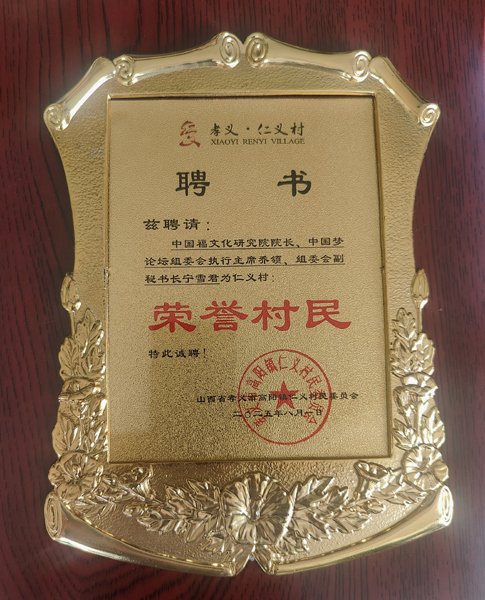 孝义·仁义村
XIAOYI RENYI VILLAGE
聘 书
兹聘请：
中国福文化研究院院长、中国梦
论坛组委会执行主席乔领、组委会副
秘书长宁雪君为仁义村：
荣誉村民
特此诚聘！
山西省孝义市高阳镇仁义村民委员会
二〇二五年八月一日